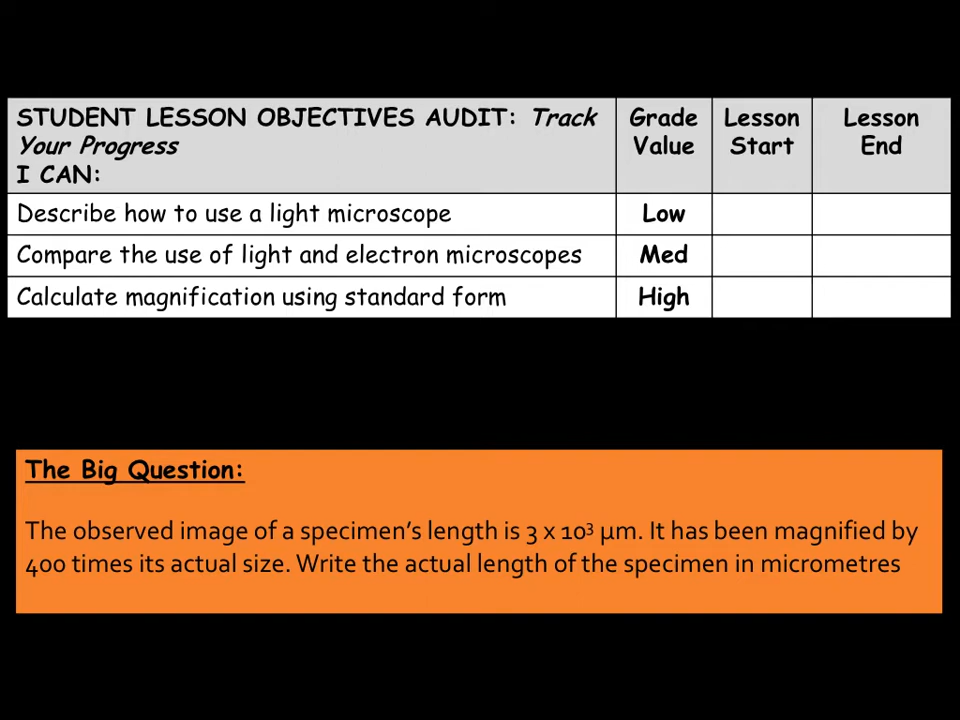 STUDENT LESSON OBJECTIVES AUDIT: Track
Your Progress
I CAN:
Grade
Value
Lesson
Start
Lesson
End
Describe how to use a light microscope
Low
Compare the use of light and electron microscopes
Med
Calculate magnification using standard form
High
The Big Question:
The observed image of a specimen’s length is 3 x 10³ µm. It has been magnified by
400 times its actual size. Write the actual length of the specimen in micrometres